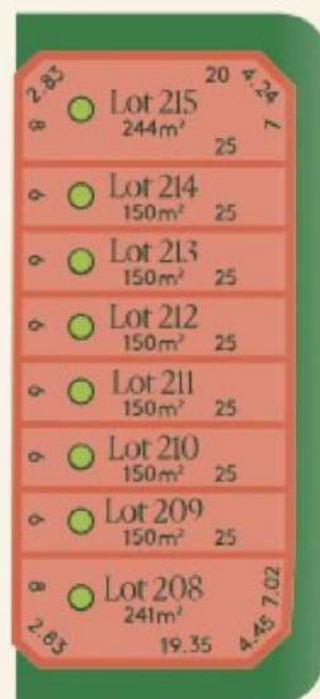 2.83 20 4.24
8 Lot 215 7
244m²
25
Lot 214
6 150m² 25
Lot 213
6 150m² 25
Lot 212
6 150m² 25
Lot 211
6 150m² 25
Lot 210
6 150m² 25
Lot 209
6 150m² 25
8 Lot 208 7.02
241m²
2.83 19.35 4.45